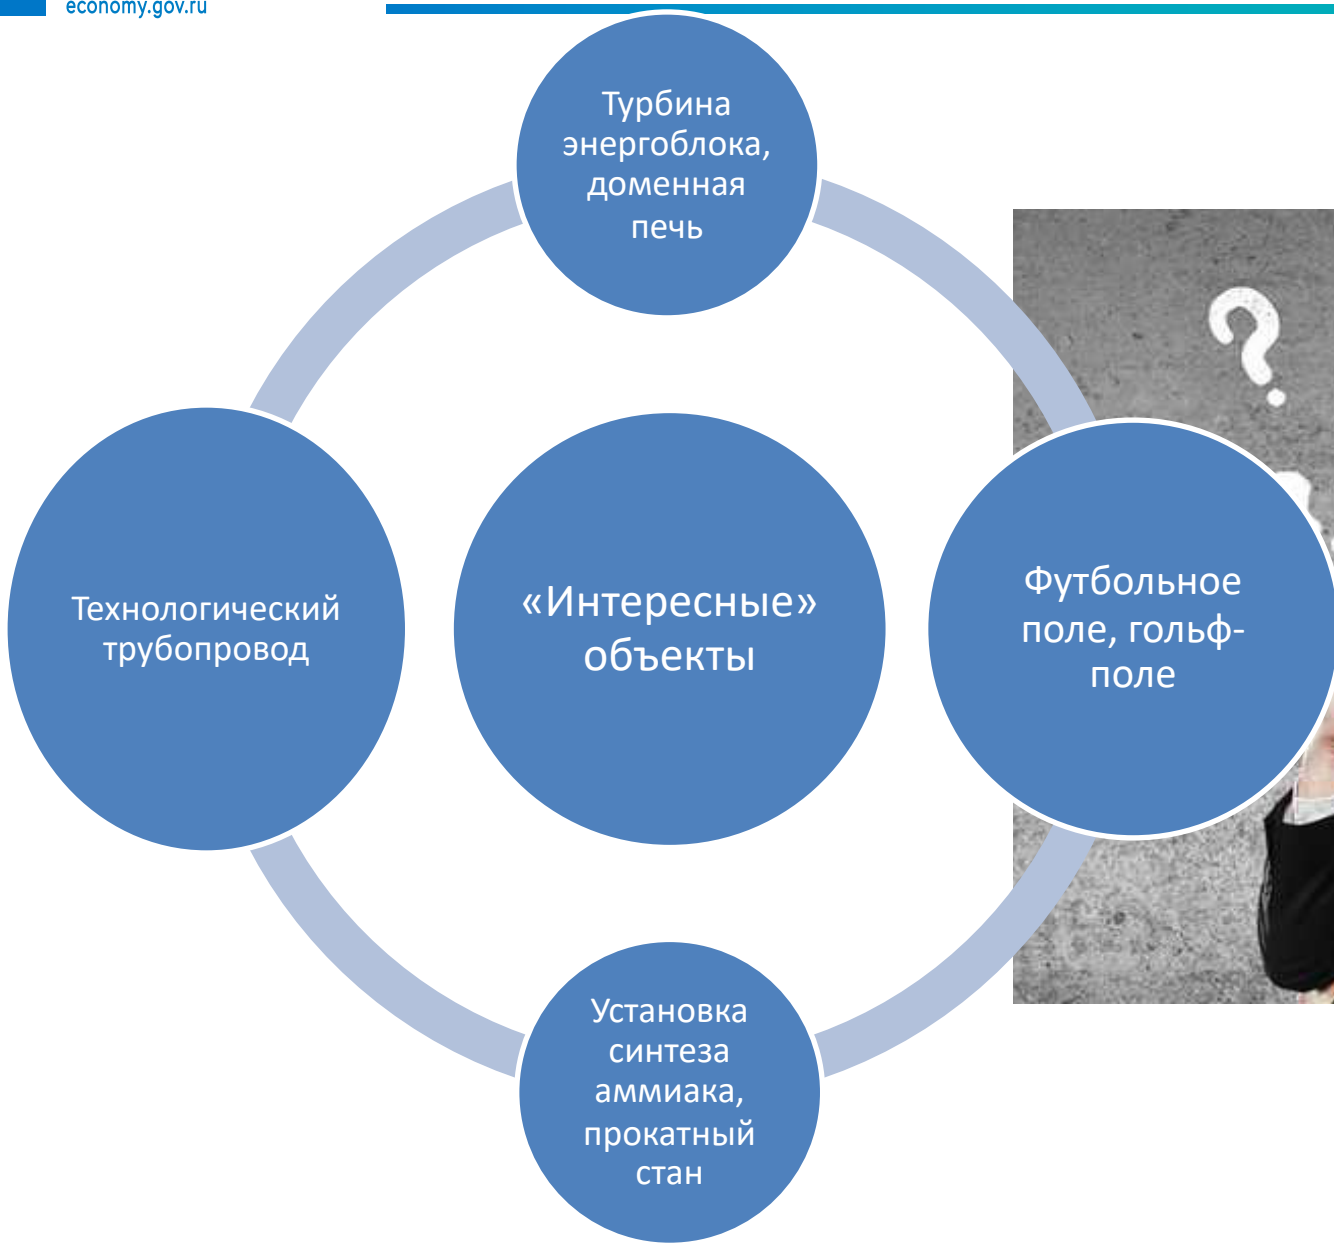 economy.gov.ru
Турбина
энергоблока,
доменная
печь
Технологический
трубопровод
«Интересные»
объекты
Футбольное
поле, гольф-
поле
Установка
синтеза
аммиака,
прокатный
стан
?